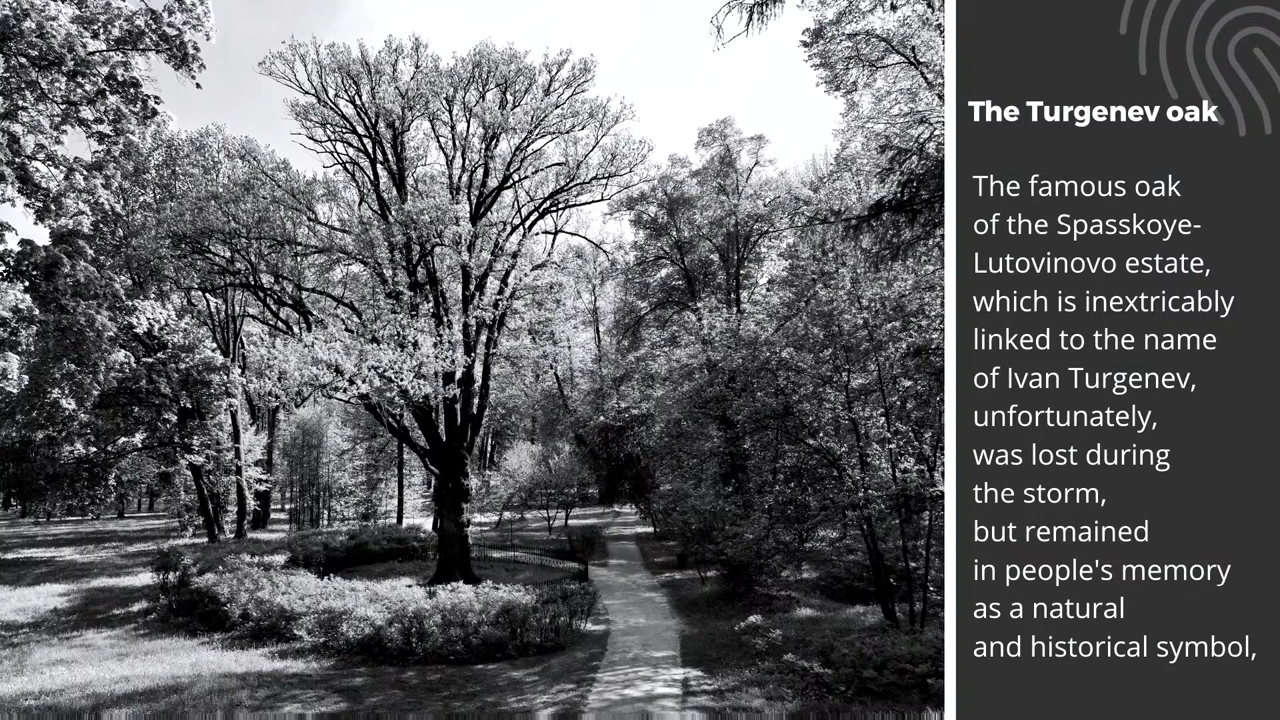 The Turgenev oak
The famous oak
of the Spasskoye-
Lutovinovo estate,
which is inextricably
linked to the name
of Ivan Turgenev,
unfortunately,
was lost during
the storm,
but remained
in people's memory
as a natural
and historical symbol,